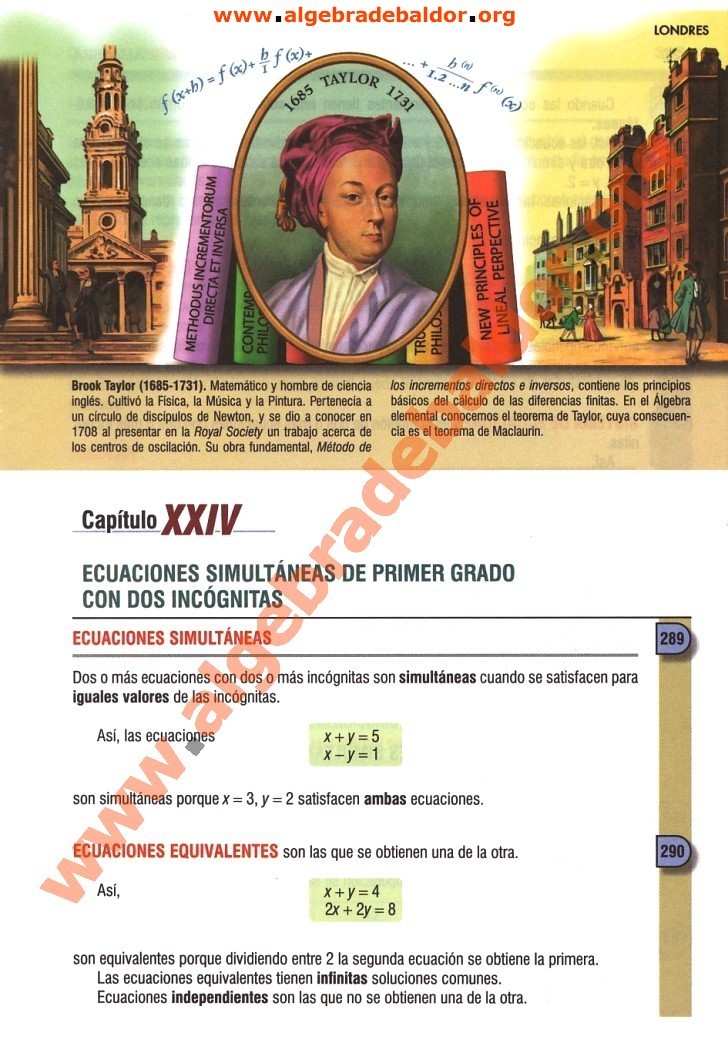 www.algebradebaldor.org
LONDRES
f(x+h) = f(x)+ h/1 f(x)+ ... + h(n)/1.2...n f(n)(x)
1685 TAYLOR 1731
METHODUS INCREMENTORUM
DIRECTA ET INVERSA
CONTEMP
PHILO
TRU
PHILOS
NEW PRINCIPLES OF
LINEAL PERPECTIVE
Brook Taylor (1685-1731). Matemático y hombre de ciencia
inglés. Cultivó la Física, la Música y la Pintura. Pertenecía a
un círculo de discípulos de Newton, y se dio a conocer en
1708 al presentar en la Royal Society un trabajo acerca de
los centros de oscilación. Su obra fundamental, Método de
los incrementos directos e inversos, contiene los principios
básicos del cálculo de las diferencias finitas. En el Álgebra
elemental conocemos el teorema de Taylor, cuya consecuen-
cia es el teorema de Maclaurin.
Capítulo XXIV
ECUACIONES SIMULTÁNEAS DE PRIMER GRADO
CON DOS INCÓGNITAS
ECUACIONES SIMULTÁNEAS
289
Dos o más ecuaciones con dos o más incógnitas son simultáneas cuando se satisfacen para
iguales valores de las incógnitas.
Así, las ecuaciones
x + y = 5
x – y = 1
son simultáneas porque x = 3, y = 2 satisfacen ambas ecuaciones.
ECUACIONES EQUIVALENTES son las que se obtienen una de la otra.
290
Así,
x + y = 4
2x + 2y = 8
son equivalentes porque dividiendo entre 2 la segunda ecuación se obtiene la primera.
Las ecuaciones equivalentes tienen infinitas soluciones comunes.
Ecuaciones independientes son las que no se obtienen una de la otra.
www.algebradebaldor.org